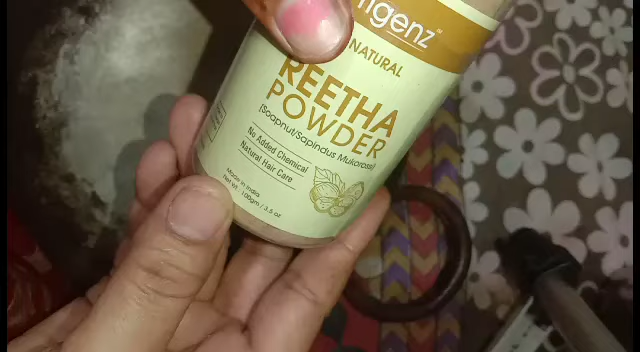 NATURAL
REETHA
POWDER
[Soapnut/Sapindus Mukorossi]
No Added Chemical
Natural Hair Care
Made in India
Net Wt.: 100gm / 3.5 oz